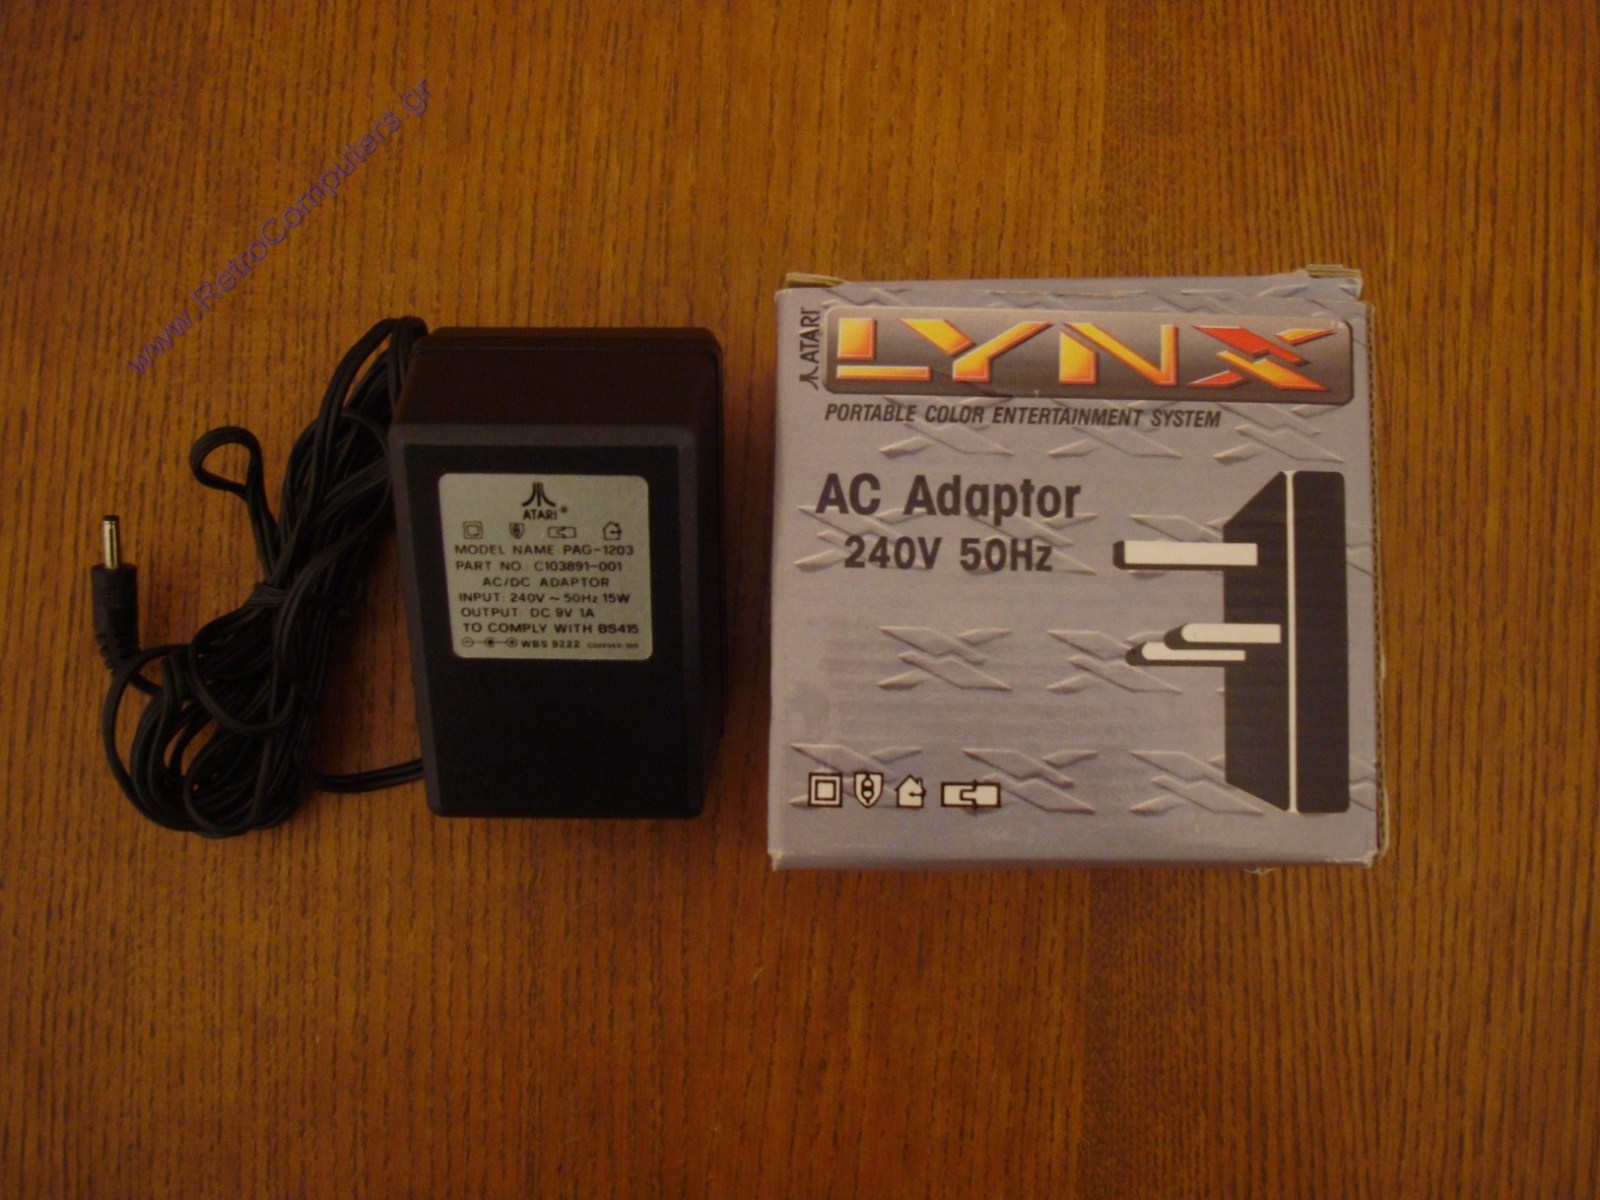 www.RetroComputers.gr
ATARI®
MODEL NAME PAG-1203
PART NO. C103891-001
AC/DC ADAPTOR
INPUT: 240V ~ 50Hz 15W
OUTPUT: DC 9V 1A
TO COMPLY WITH BS415
WBS 9222
ATARI
LYNX
PORTABLE COLOR ENTERTAINMENT SYSTEM
AC Adaptor
240V 50Hz